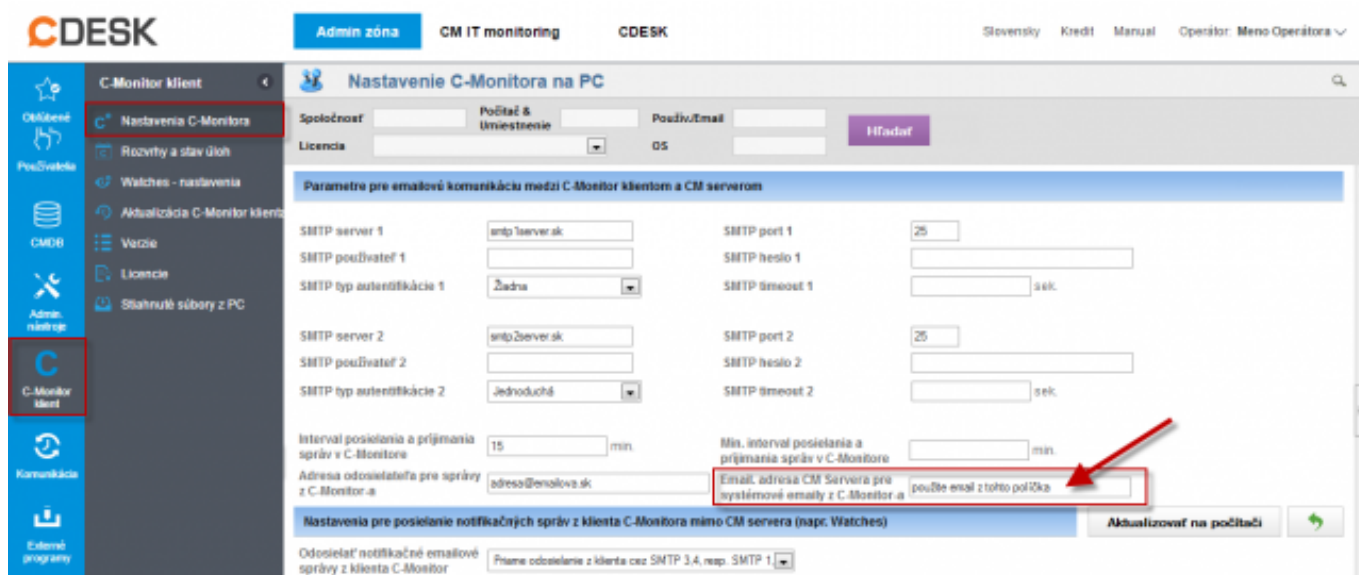 CDESK
Admin zóna
CM IT monitoring
CDESK
Slovensky
Kredit
Manual
Operátor: Meno Operátora
Obľúbené
Používatelia
CMDB
Admin. nástroje
C
C-Monitor klient
Komunikácia
Externé programy
C-Monitor klient
Nastavenia C-Monitora
Rozvrhy a stav úloh
Watches - nastavenia
Aktualizácia C-Monitor klienta
Verzie
Licencie
Stiahnuté súbory z PC
Nastavenie C-Monitora na PC
Spoločnosť
Počítač & Umiestnenie
Použív./Email
Licencia
OS
Hľadať
Parametre pre emailovú komunikáciu medzi C-Monitor klientom a CM serverom
SMTP server 1
smtp1server.sk
SMTP port 1
25
SMTP používateľ 1
SMTP heslo 1
SMTP typ autentifikácie 1
Žiadna
SMTP timeout 1
sek.
SMTP server 2
smtp2server.sk
SMTP port 2
25
SMTP používateľ 2
SMTP heslo 2
SMTP typ autentifikácie 2
Jednoduchá
SMTP timeout 2
sek.
Interval posielania a príjimania
správ v C-Monitore
15
min.
Min. interval posielania a
príjimania správ v C-Monitore
min.
Adresa odosielateľa pre správy
z C-Monitor-a
adresa@emailova.sk
Email. adresa CM Servera pre
systémové emaily z C-Monitor-a
použite email z tohto políčka
Nastavenia pre posielanie notifikačných správ z klienta C-Monitora mimo CM servera (napr. Watches)
Aktualizovať na počítači
Odosielať notifikačné emailové
správy z klienta C-Monitor
Priame odosielanie z klienta cez SMTP 3,4, resp. SMTP 1,